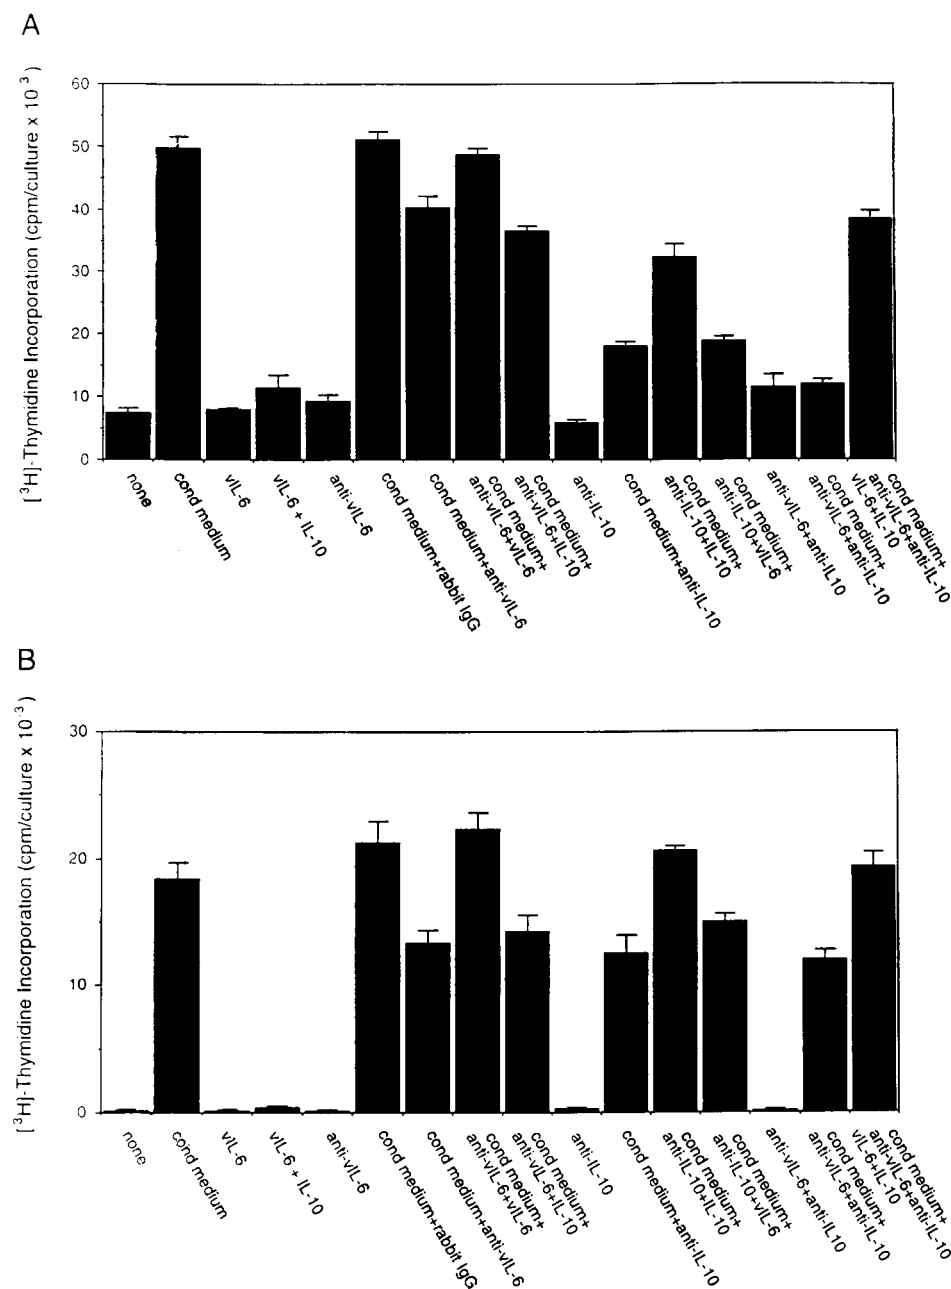 A
[³H]-Thymidine Incorporation (cpm/culture x 10³)
60
50
40
30
20
10
0
none
cond medium
vIL-6
vIL-6 + IL-10
anti-vIL-6
cond medium+rabbit IgG
cond medium+anti-vIL-6
cond medium+
anti-vIL-6+vIL-6
cond medium+
anti-vIL-6+IL-10
anti-IL-10
cond medium+anti-IL-10
cond medium+
anti-IL-10+IL-10
cond medium+
anti-IL-10+vIL-6
anti-vIL-6+anti-IL10
cond medium+
anti-vIL-6+anti-IL-10
cond medium+
anti-vIL-6+anti-IL-10
vIL-6+IL-10
B
[³H]-Thymidine Incorporation (cpm/culture x 10⁻³)
30
20
10
0
none
cond medium
vIL-6
vIL-6 + IL-10
anti-vIL-6
cond medium+rabbit IgG
cond medium+anti-vIL-6
cond medium+
anti-vIL-6+vIL-6
cond medium+
anti-vIL-6+IL-10
anti-IL-10
cond medium+anti-IL-10
cond medium+
anti-IL-10+IL-10
cond medium+
anti-IL-10+vIL-6
anti-vIL-6+anti-IL10
cond medium+
anti-vIL-6+anti-IL-10
cond medium+
anti-vIL-6+anti-IL-10
vIL-6+IL-10